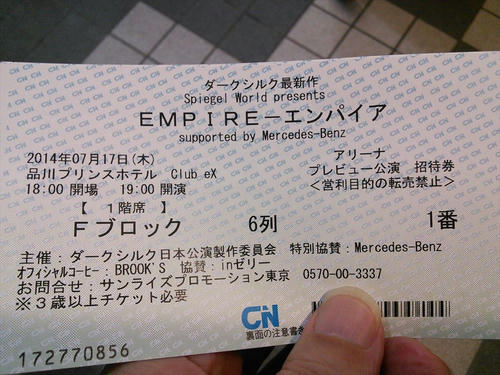 ダークシルク最新作
Spiegel World presents
EMPIRE－エンパイア
supported by Mercedes-Benz
2014年07月17日(木)
アリーナ
品川プリンスホテル Club eX
プレビュー公演 招待券
18:00 開場 19:00 開演
＜営利目的の転売禁止＞
【 １階席 】
Ｆブロック 6列 1番
主催：ダークシルク日本公演製作委員会 特別協賛：Mercedes-Benz
オフィシャルコーヒー：BROOK'S 協賛：inゼリー
お問合せ：サンライズプロモーション東京 0570-00-3337
※３歳以上チケット必要
CN
裏面の注意書き
172770856